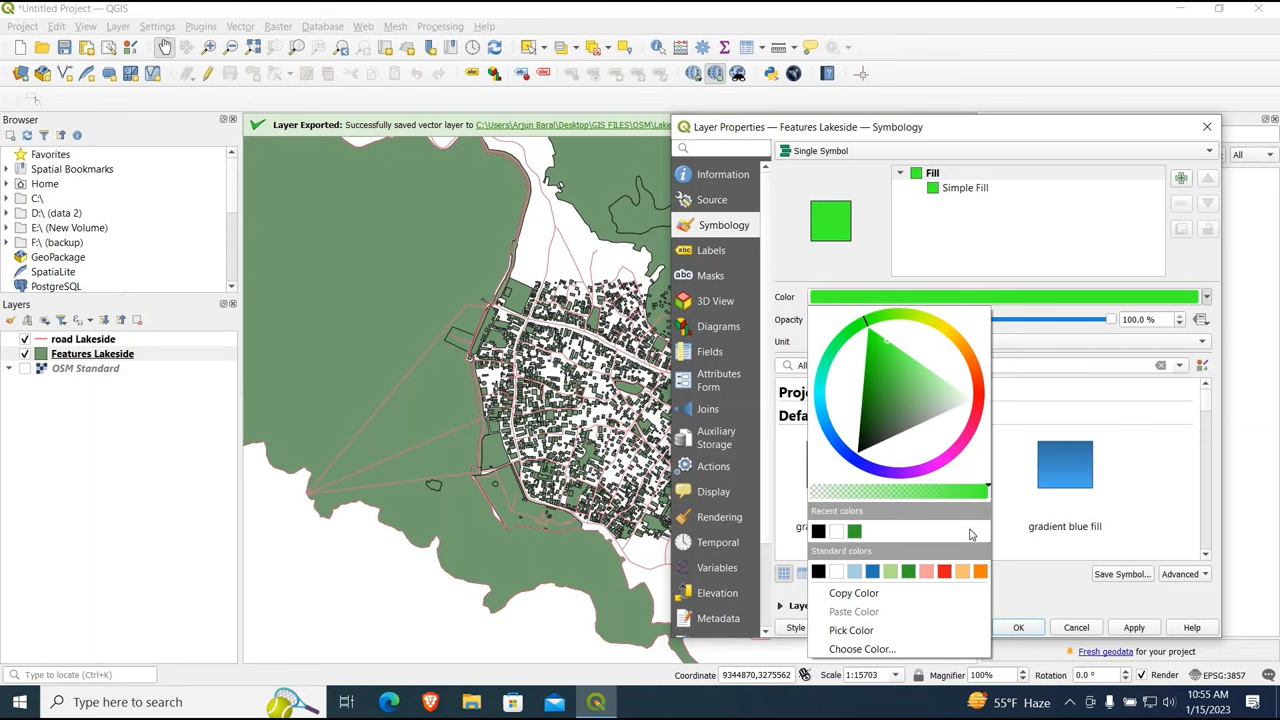 *Untitled Project — QGIS
Project Edit View Layer Settings Plugins Vector Raster Database Web Mesh Processing Help
Browser
Favorites
Spatial Bookmarks
Home
C:\
D:\ (data 2)
E:\ (New Volume)
F:\ (backup)
GeoPackage
SpatiaLite
PostgreSQL
Layers
road Lakeside
Features Lakeside
OSM Standard
Layer Exported: Successfully saved vector layer to C:\Users\Arjun Baral\Desktop\GIS FILES\OSM\Lake
All
Layer Properties — Features Lakeside — Symbology
Information
Source
Symbology
Labels
Masks
3D View
Diagrams
Fields
Attributes
Form
Joins
Auxiliary
Storage
Actions
Display
Rendering
Temporal
Variables
Elevation
Metadata
Single Symbol
Fill
Simple Fill
Color
Opacity 100.0 %
Unit
All
Proj
Defa
gra
gradient blue fill
Recent colors
Standard colors
Copy Color
Paste Color
Pick Color
Choose Color...
Save Symbol... Advanced
Laye
Style OK Cancel Apply Help
Fresh geodata for your project
Type to locate (Ctrl+K)
Coordinate 9344870,3275562 Scale 1:15703 Magnifier 100% Rotation 0.0 ° Render EPSG:3857
Type here to search
55°F Haze
10:55 AM
1/15/2023